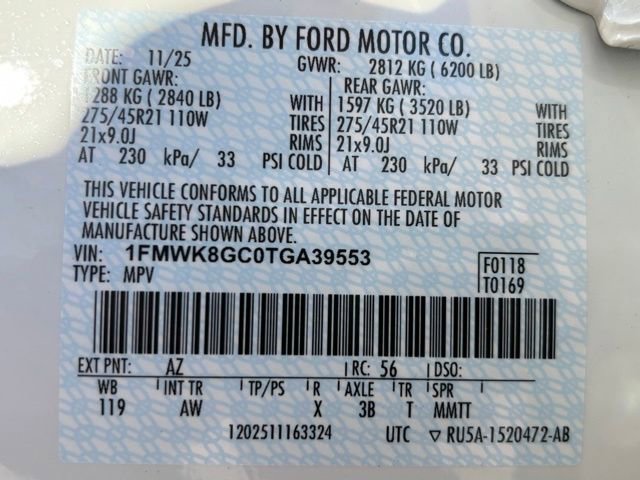 MFD. BY FORD MOTOR CO.
DATE: 11/25 GVWR: 2812 KG ( 6200 LB)
FRONT GAWR: REAR GAWR:
1288 KG ( 2840 LB) WITH 1597 KG ( 3520 LB) WITH
275/45R21 110W TIRES 275/45R21 110W TIRES
21x9.0J RIMS 21x9.0J RIMS
AT 230 kPa/ 33 PSI COLD AT 230 kPa/ 33 PSI COLD
THIS VEHICLE CONFORMS TO ALL APPLICABLE FEDERAL MOTOR
VEHICLE SAFETY STANDARDS IN EFFECT ON THE DATE OF
MANUFACTURE SHOWN ABOVE.
VIN: 1FMWK8GC0TGA39553 F0118
TYPE: MPV T0169
EXT PNT: AZ RC: 56 DSO:
WB INT TR TP/PS R AXLE TR SPR
119 AW X 3B T MMTT
1202511163324 UTC ▽ RU5A-1520472-AB